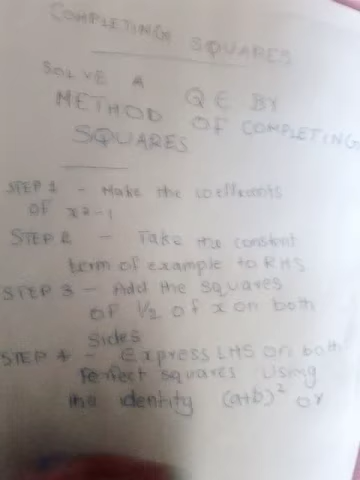 COMPLETING SQUARES
SOLVE A QE BY
METHOD OF COMPLETING
SQUARES
STEP 1 - Make the coefficients
OF x2-1
STEP 2 - Take the constant
term of example to RHS
STEP 3 - Add the squares
OF 1/2 OF x on both
sides
STEP 4 - Express LHS on both
Perfect squares using
the identity (a+b)² or